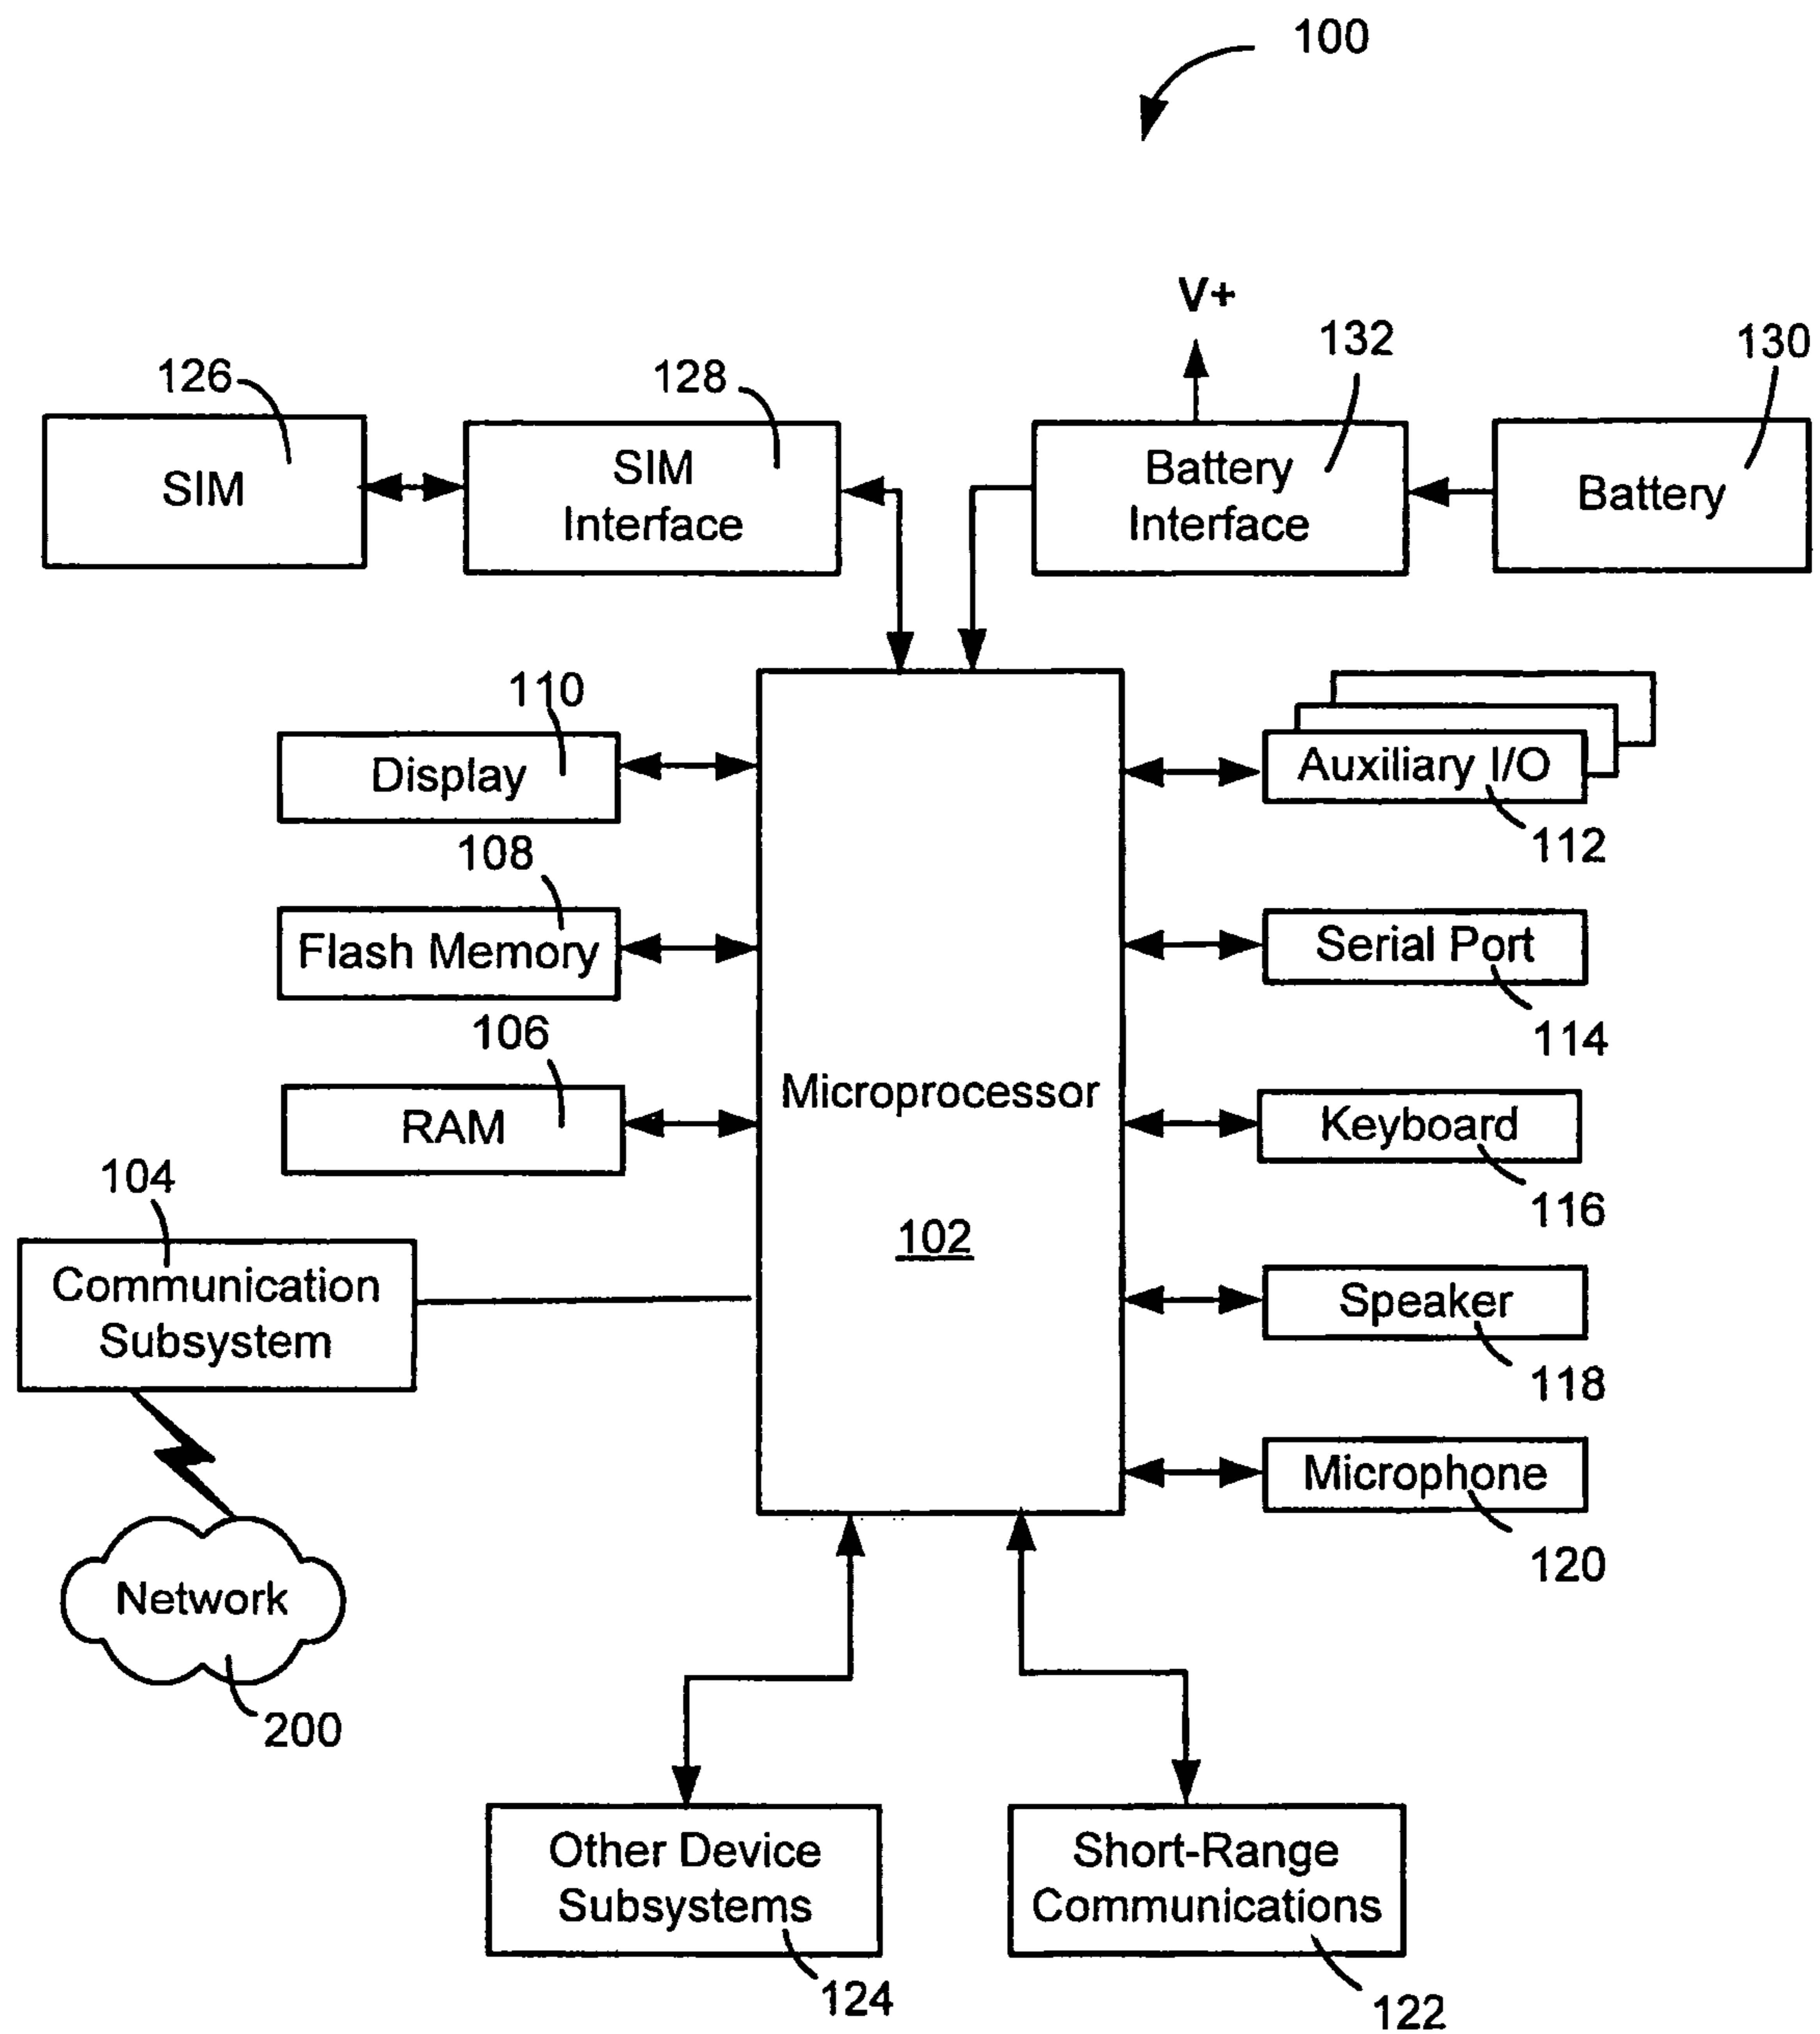 100
V+
132
130
126
128
SIM
SIM
Interface
Battery
Interface
Battery
110
Display
Auxiliary I/O
112
108
Flash Memory
Serial Port
114
106
RAM
Microprocessor
102
Keyboard
116
104
Communication
Subsystem
Speaker
118
Microphone
120
Network
200
Other Device
Subsystems
124
Short-Range
Communications
122